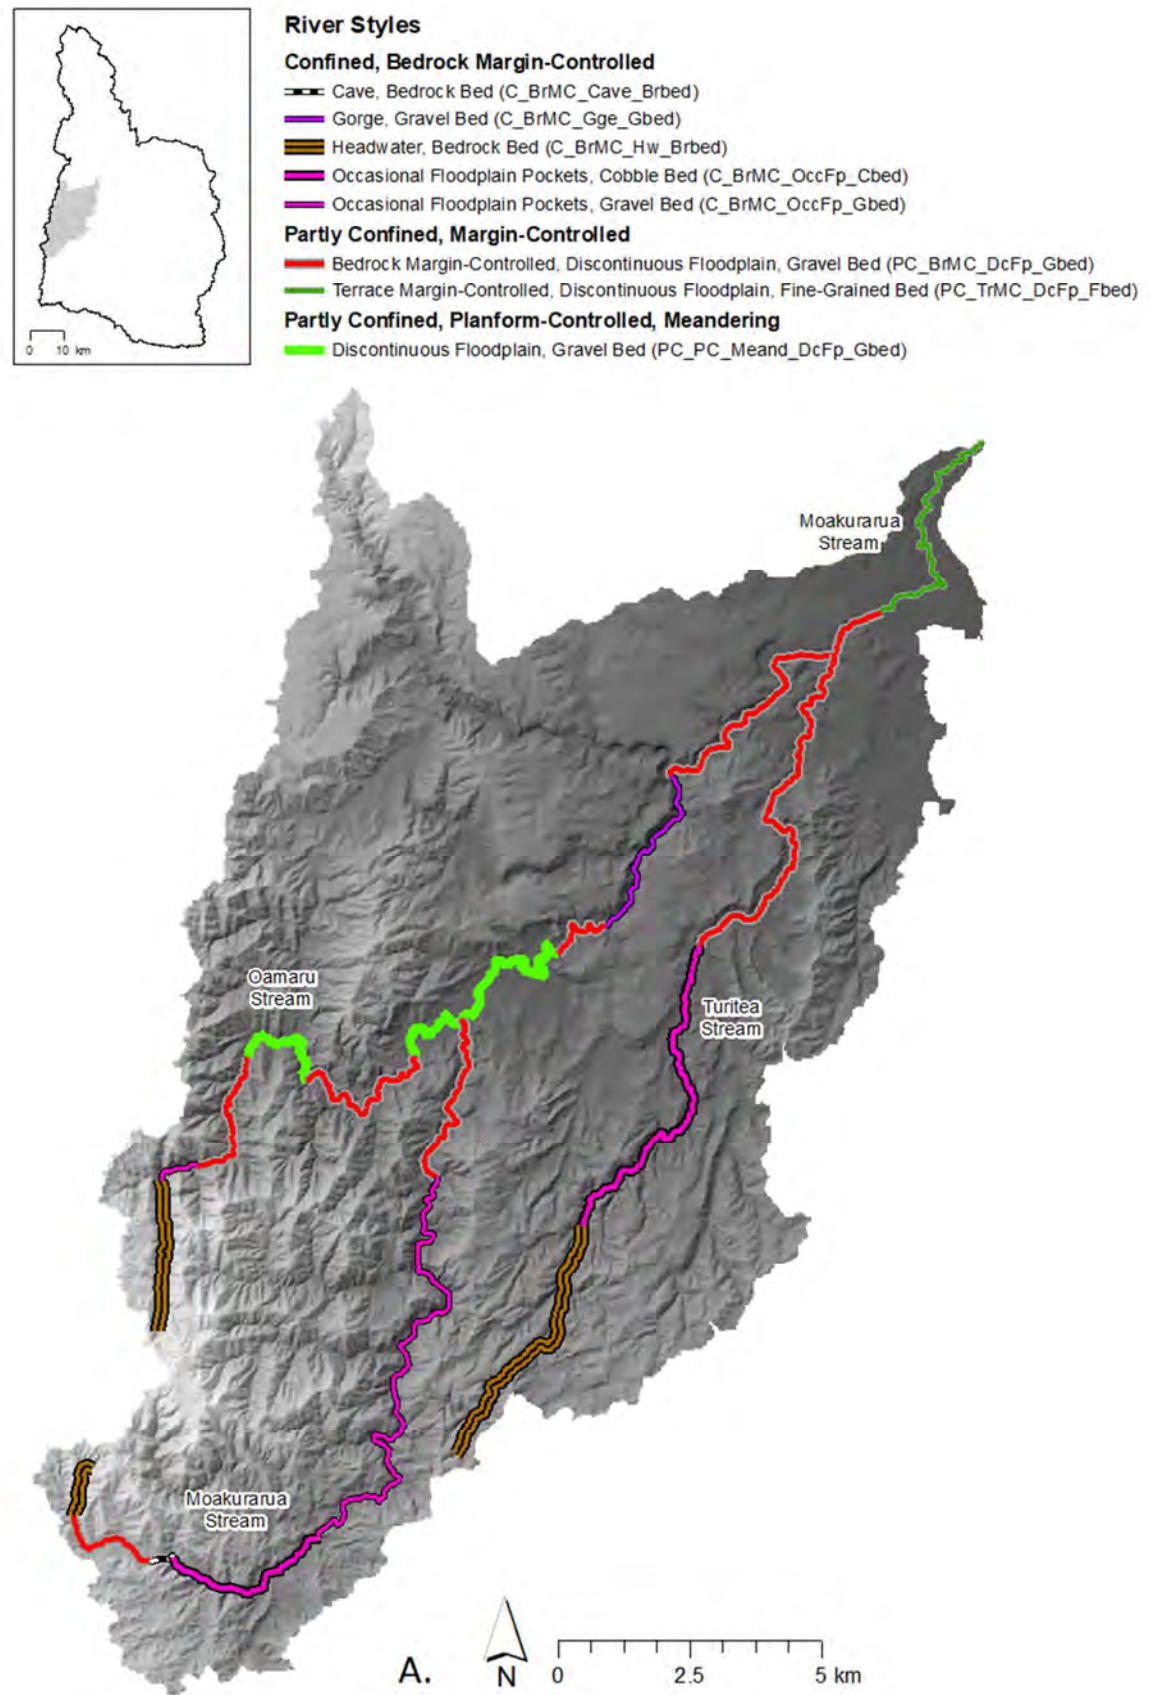 River Styles
Confined, Bedrock Margin-Controlled
Cave, Bedrock Bed (C_BrMC_Cave_Brbed)
Gorge, Gravel Bed (C_BrMC_Gge_Gbed)
Headwater, Bedrock Bed (C_BrMC_Hw_Brbed)
Occasional Floodplain Pockets, Cobble Bed (C_BrMC_OccFp_Cbed)
Occasional Floodplain Pockets, Gravel Bed (C_BrMC_OccFp_Gbed)
Partly Confined, Margin-Controlled
Bedrock Margin-Controlled, Discontinuous Floodplain, Gravel Bed (PC_BrMC_DcFp_Gbed)
Terrace Margin-Controlled, Discontinuous Floodplain, Fine-Grained Bed (PC_TrMC_DcFp_Fbed)
Partly Confined, Planform-Controlled, Meandering
Discontinuous Floodplain, Gravel Bed (PC_PC_Meand_DcFp_Gbed)
0 10 km
Moakurarua
Stream
Oamaru
Stream
Turitea
Stream
Moakurarua
Stream
A.
N
0 2.5 5 km